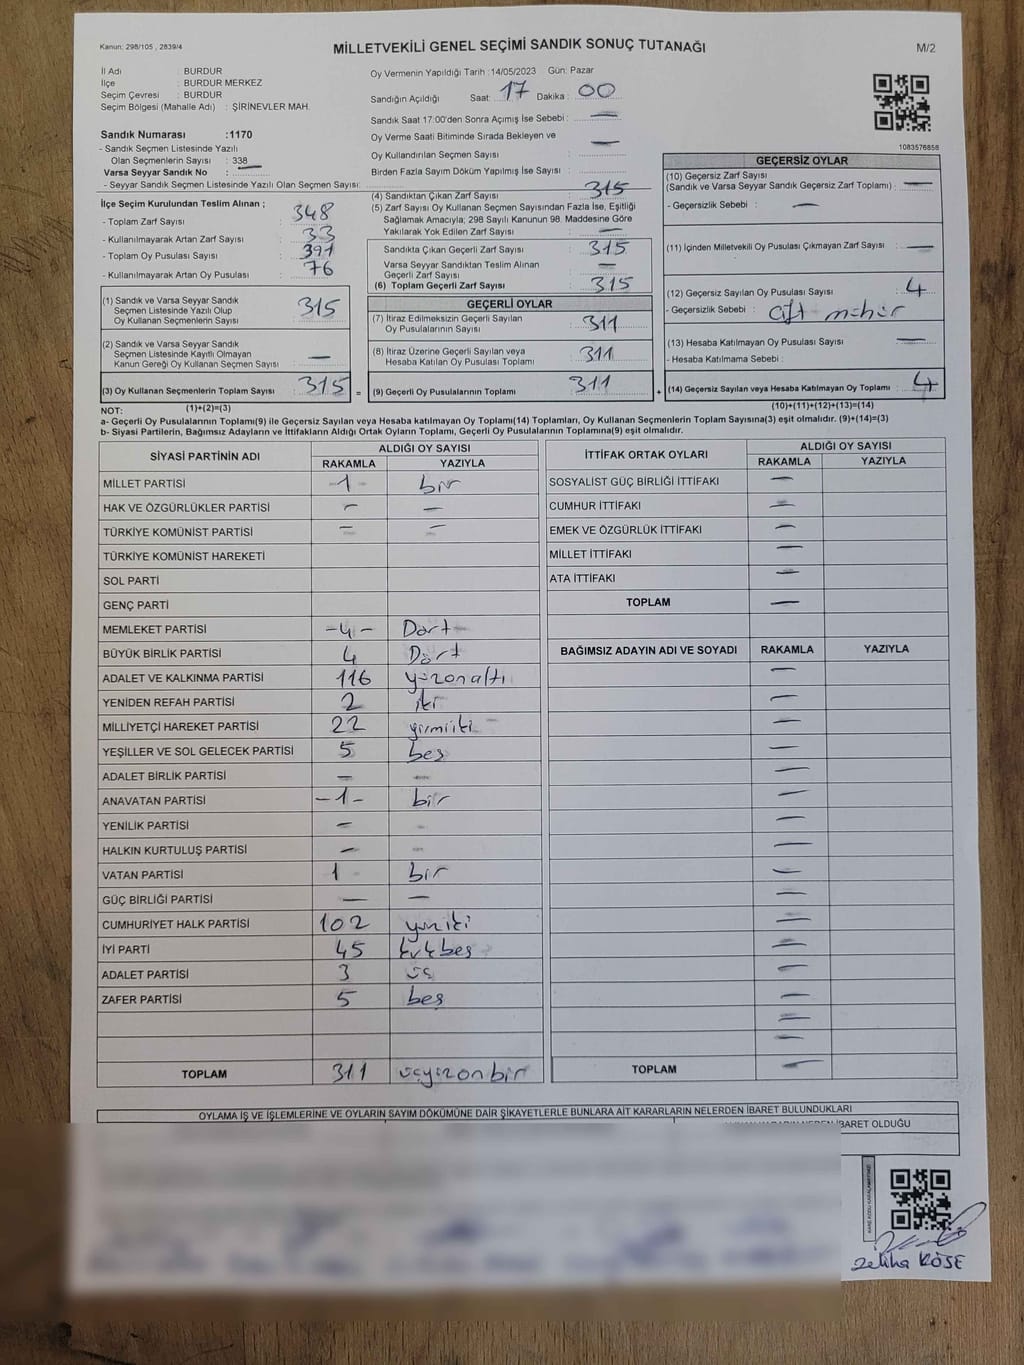 Kanun: 298/105 , 2839/4
MİLLETVEKİLİ GENEL SEÇİMİ SANDIK SONUÇ TUTANAĞI
M/2
İl Adı : BURDUR
İlçe : BURDUR MERKEZ
Seçim Çevresi : BURDUR
Seçim Bölgesi (Mahalle Adı) : ŞİRİNEVLER MAH.
Sandık Numarası :1170
- Sandık Seçmen Listesinde Yazılı
Olan Seçmenlerin Sayısı : 338
Varsa Seyyar Sandık No :
- Seyyar Sandık Seçmen Listesinde Yazılı Olan Seçmen Sayısı:
Oy Vermenin Yapıldığı Tarih :14/05/2023 Gün: Pazar
Sandığın Açıldığı Saat: 17 Dakika : 00
Sandık Saat 17:00'den Sonra Açımış İse Sebebi : —
Oy Verme Saati Bitiminde Sırada Bekleyen ve
Oy Kullandırılan Seçmen Sayısı : —
Birden Fazla Sayım Döküm Yapılmış İse Sayısı :
1083576858
İlçe Seçim Kurulundan Teslim Alınan ;
- Toplam Zarf Sayısı : 348
- Kullanılmayarak Artan Zarf Sayısı : 33
- Toplam Oy Pusulası : 391
- Kullanılmayarak Artan Oy Pusulası : 76
(1) Sandık ve Varsa Seyyar Sandık
Seçmen Listesinde Yazılı Olup
Oy Kullanan Seçmenlerin Sayısı : 315
(2) Sandık ve Varsa Seyyar Sandık
Seçmen Listesinde Kayıtlı Olmayan
Kanun Gereği Oy Kullanan Seçmen Sayısı : —
(3) Oy Kullanan Seçmenlerin Toplam Sayısı : 315 =
(1)+(2)=(3)
(4) Sandıktan Çıkan Zarf Sayısı : 315
(5) Zarf Sayısı Oy Kullanan Seçmen Sayısından Fazla İse, Eşitliği
Sağlamak Amacıyla; 298 Sayılı Kanunun 98. Maddesine Göre
Yakılarak Yok Edilen Zarf Sayısı : —
Sandıkta Çıkan Geçerli Zarf Sayısı : 315
Varsa Seyyar Sandıktan Teslim Alınan
Geçerli Zarf Sayısı : —
(6) Toplam Geçerli Zarf Sayısı : 315
GEÇERLİ OYLAR
(7) İtiraz Edilmeksizin Geçerli Sayılan
Oy Pusulalarının Sayısı : 311
(8) İtiraz Üzerine Geçerli Sayılan veya
Hesaba Katılan Oy Pusulası Toplamı : 311
(9) Geçerli Oy Pusulalarının Toplamı : 311 +
GEÇERSİZ OYLAR
(10) Geçersiz Zarf Sayısı
(Sandık ve Varsa Seyyar Sandık Geçersiz Zarf Toplamı) : —
- Geçersizlik Sebebi : —
(11) İçinden Milletvekili Oy Pusulası Çıkmayan Zarf Sayısı : —
(12) Geçersiz Sayılan Oy Pusulası Sayısı : 4
- Geçersizlik Sebebi : Çift mühür
(13) Hesaba Katılmayan Oy Pusulası Sayısı : —
- Hesaba Katılmama Sebebi :
(14) Geçersiz Sayılan veya Hesaba Katılmayan Oy Toplamı : 4
(10)+(11)+(12)+(13)=(14)
NOT:
a- Geçerli Oy Pusulalarının Toplamı(9) ile Geçersiz Sayılan veya Hesaba katılmayan Oy Toplamı(14) Toplamları, Oy Kullanan Seçmenlerin Toplam Sayısına(3) eşit olmalıdır. (9)+(14)=(3)
b- Siyasi Partilerin, Bağımsız Adayların ve İttifakların Aldığı Ortak Oyların Toplamı, Geçerli Oy Pusulalarının Toplamına(9) eşit olmalıdır.
SİYASİ PARTİNİN ADI ALDIĞI OY SAYISI
RAKAMLA YAZIYLA
MİLLET PARTİSİ -1- bir
HAK VE ÖZGÜRLÜKLER PARTİSİ — —
TÜRKİYE KOMÜNİST PARTİSİ — —
TÜRKİYE KOMÜNİST HAREKETİ
SOL PARTİ
GENÇ PARTİ
MEMLEKET PARTİSİ -4- Dört
BÜYÜK BİRLİK PARTİSİ 4 Dört
ADALET VE KALKINMA PARTİSİ 116 yüzonaltı
YENİDEN REFAH PARTİSİ 2 iki
MİLLİYETÇİ HAREKET PARTİSİ 22 yirmiiki
YEŞİLLER VE SOL GELECEK PARTİSİ 5 beş
ADALET BİRLİK PARTİSİ — —
ANAVATAN PARTİSİ -1- bir
YENİLİK PARTİSİ — -
HALKIN KURTULUŞ PARTİSİ — -
VATAN PARTİSİ 1 bir
GÜÇ BİRLİĞİ PARTİSİ — —
CUMHURİYET HALK PARTİSİ 102 yüziki
İYİ PARTİ 45 kırkbeş
ADALET PARTİSİ 3 üç
ZAFER PARTİSİ 5 beş
TOPLAM 311 üçyüzonbir
İTTİFAK ORTAK OYLARI ALDIĞI OY SAYISI
RAKAMLA YAZIYLA
SOSYALİST GÜÇ BİRLİĞİ İTTİFAKI —
CUMHUR İTTİFAKI —
EMEK VE ÖZGÜRLÜK İTTİFAKI —
MİLLET İTTİFAKI —
ATA İTTİFAKI —
TOPLAM —
BAĞIMSIZ ADAYIN ADI VE SOYADI RAKAMLA YAZIYLA
TOPLAM —
OYLAMA İŞ VE İŞLEMLERİNE VE OYLARIN SAYIM DÖKÜMÜNE DAİR ŞİKAYETLERLE BUNLARA AİT KARARLARIN NELERDEN İBARET BULUNDUKLARI
İBARET OLDUĞU
Zeliha KÖSE